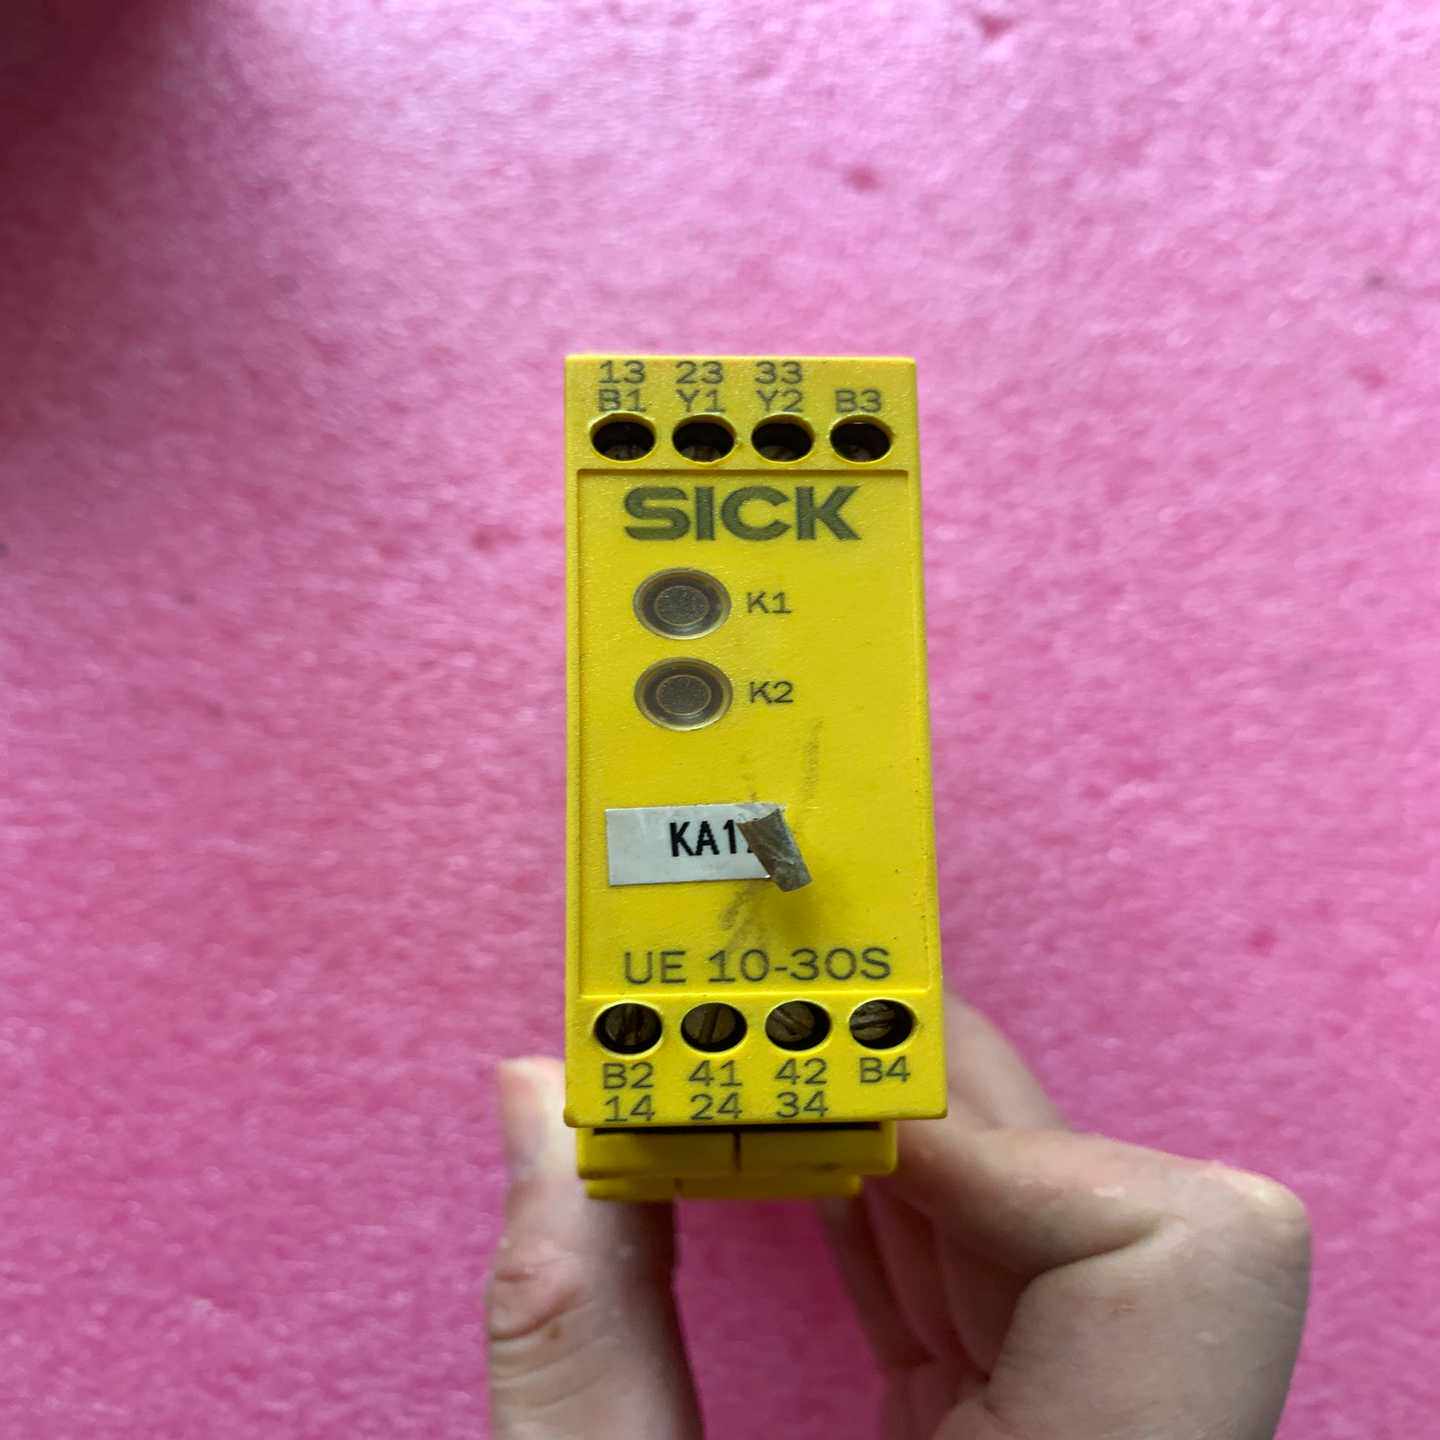 13 23 33
B1 Y1 Y2 B3
SICK
K1
K2
UE 10-30S
B2 41 42 B4
14 24 34